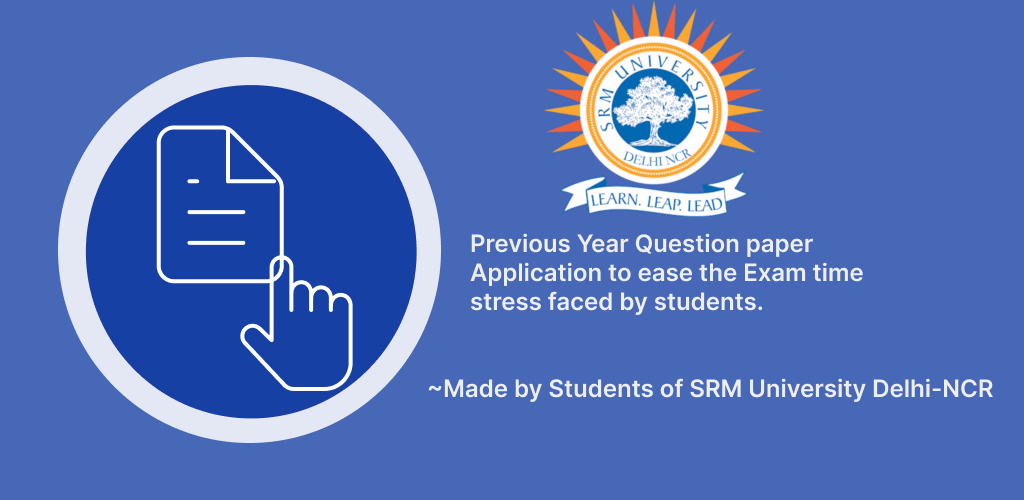 SRM UNIVERSITY
DELHI NCR
LEARN. LEAP. LEAD
Previous Year Question paper
Application to ease the Exam time
stress faced by students.
~Made by Students of SRM University Delhi-NCR